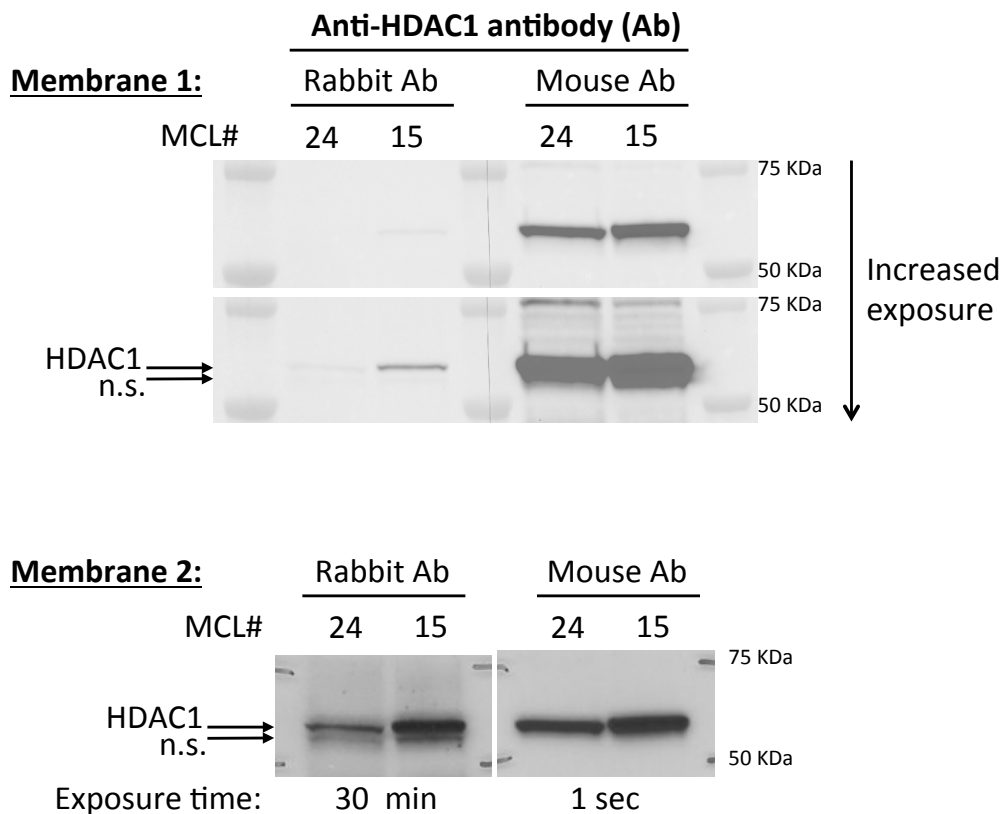 Anti-HDAC1 antibody (Ab)
Membrane 1:
Rabbit Ab
Mouse Ab
MCL#
24
15
24
15
75 KDa
50 KDa
75 KDa
50 KDa
Increased
exposure
HDAC1
n.s.
Membrane 2:
Rabbit Ab
Mouse Ab
MCL#
24
15
24
15
75 KDa
HDAC1
n.s.
50 KDa
Exposure time:
30 min
1 sec